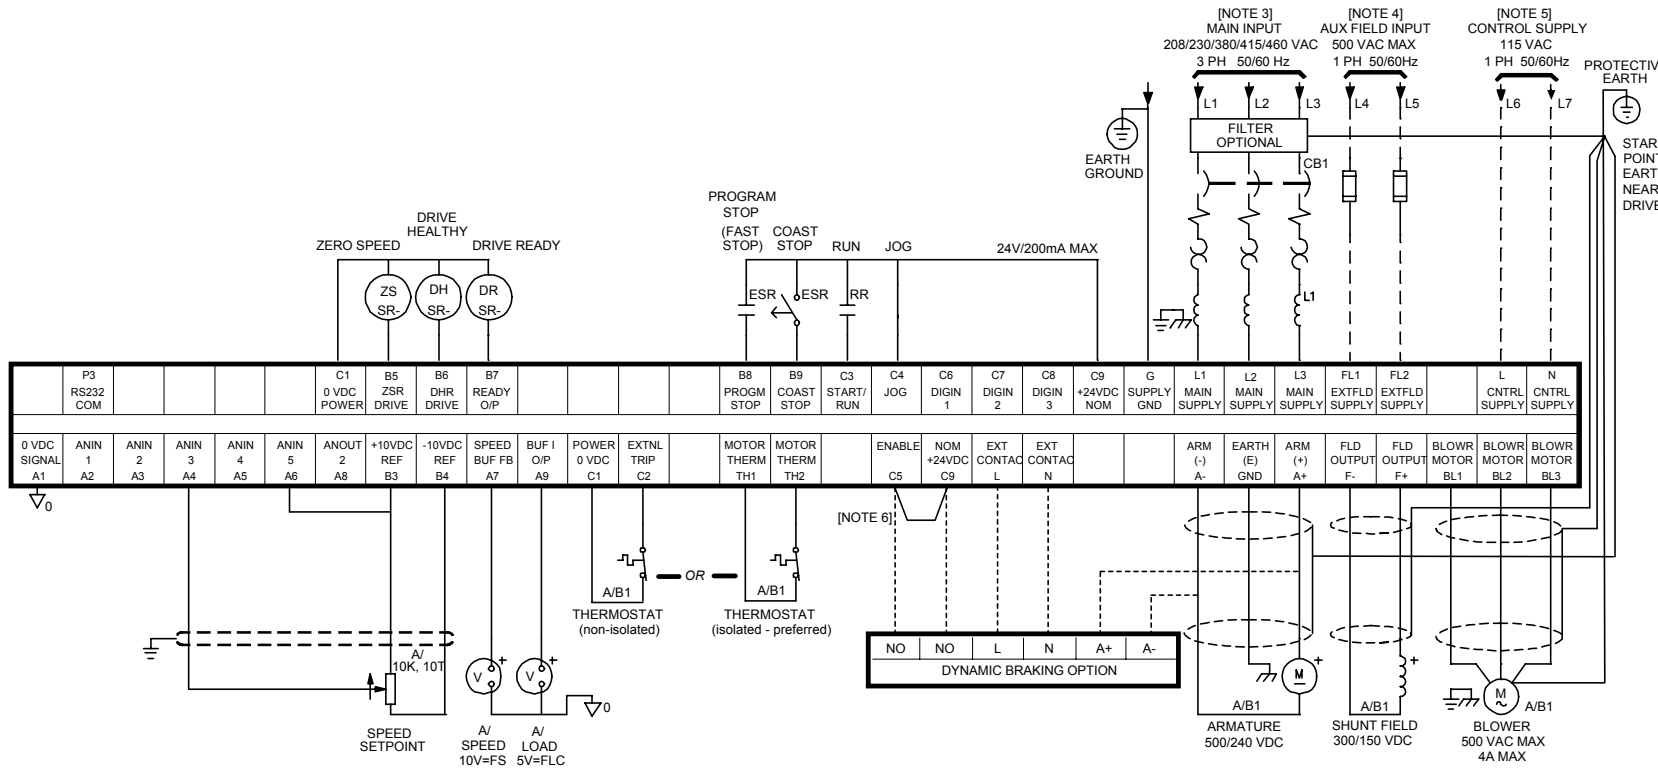 [NOTE 3]
MAIN INPUT
208/230/380/415/460 VAC
3 PH 50/60 Hz
[NOTE 4]
AUX FIELD INPUT
500 VAC MAX
1 PH 50/60Hz
[NOTE 5]
CONTROL SUPPLY
115 VAC
1 PH 50/60Hz
PROTECTIV
EARTH
L1
L2
L3
L4
L5
L6
L7
FILTER
OPTIONAL
EARTH
GROUND
CB1
STAR
POINT
EART
NEAR
DRIVE
PROGRAM
STOP
(FAST
STOP)
COAST
STOP
RUN
JOG
24V/200mA MAX
ZERO SPEED
DRIVE
HEALTHY
DRIVE READY
ZS
SR-
DH
SR-
DR
SR-
ESR
ESR
RR
L1
P3
RS232
COM
C1
0 VDC
POWER
B5
ZSR
DRIVE
B6
DHR
DRIVE
B7
READY
O/P
B8
PROGM
STOP
B9
COAST
STOP
C3
START/
RUN
C4
JOG
C6
DIGIN
1
C7
DIGIN
2
C8
DIGIN
3
C9
+24VDC
NOM
G
SUPPLY
GND
L1
MAIN
SUPPLY
L2
MAIN
SUPPLY
L3
MAIN
SUPPLY
FL1
EXTFLD
SUPPLY
FL2
EXTFLD
SUPPLY
L
CNTRL
SUPPLY
N
CNTRL
SUPPLY
0 VDC
SIGNAL
A1
ANIN
1
A2
ANIN
2
A3
ANIN
3
A4
ANIN
4
A5
ANIN
5
A6
ANOUT
2
A8
+10VDC
REF
B3
-10VDC
REF
B4
SPEED
BUF FB
A7
BUF I
O/P
A9
POWER
0 VDC
C1
EXTNL
TRIP
C2
MOTOR
THERM
TH1
MOTOR
THERM
TH2
ENABLE
C5
NOM
+24VDC
C9
EXT
CONTAC
L
EXT
CONTAC
N
ARM
(-)
A-
EARTH
(E)
GND
ARM
(+)
A+
FLD
OUTPUT
F-
FLD
OUTPUT
F+
BLOWR
MOTOR
BL1
BLOWR
MOTOR
BL2
BLOWR
MOTOR
BL3
0
[NOTE 6]
A/B1
THERMOSTAT
(non-isolated)
OR
A/B1
THERMOSTAT
(isolated - preferred)
NO
NO
L
N
A+
A-
DYNAMIC BRAKING OPTION
A/
10K, 10T
SPEED
SETPOINT
V
+
V
+
0
A/
SPEED
10V=FS
A/
LOAD
5V=FLC
M
+
A/B1
ARMATURE
500/240 VDC
+
A/B1
SHUNT FIELD
300/150 VDC
M
~
A/B1
BLOWER
500 VAC MAX
4A MAX